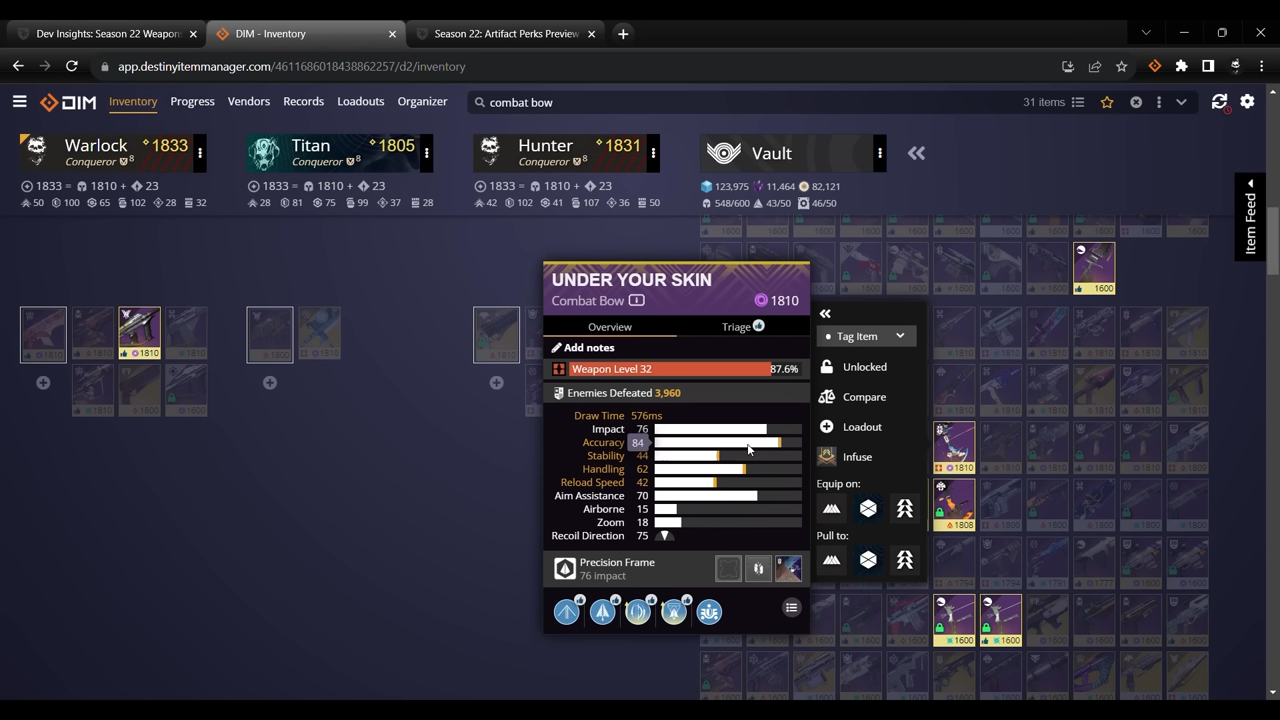 Dev Insights: Season 22 Weapons
DIM - Inventory
Season 22: Artifact Perks Preview
app.destinyitemmanager.com/4611686018438862257/d2/inventory
DIM
Inventory
Progress
Vendors
Records
Loadouts
Organizer
combat bow
31 items
Warlock 1833
Conqueror 8
Titan 1805
Conqueror 8
Hunter 1831
Conqueror 8
Vault
1833 = 1810 + 23
50 100 65 102 28 32
1833 = 1810 + 23
28 81 75 99 37 28
1833 = 1810 + 23
42 102 41 107 36 50
123,975 11,464 82,121
548/600 43/50 46/50
Item Feed
UNDER YOUR SKIN
Combat Bow 1810
Overview
Triage
Add notes
Weapon Level 32 87.6%
Enemies Defeated 3,960
Draw Time 576ms
Impact 76
Accuracy 84
Stability 44
Handling 62
Reload Speed 42
Aim Assistance 70
Airborne 15
Zoom 18
Recoil Direction 75
Precision Frame
76 impact
Tag Item
Unlocked
Compare
Loadout
Infuse
Equip on:
Pull to:
1600
1810
1810
1808
1600
1600